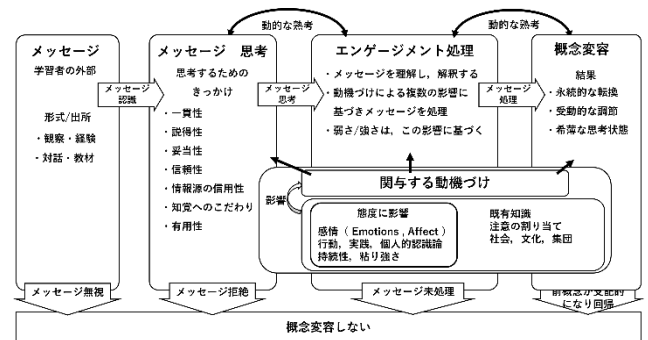 動的な熟考
動的な熟考
メッセージ
学習者の外部
形式/出所
・観察・経験
・対話・教材
メッセージ
認識
メッセージ　思考
思考するための
きっかけ
・一貫性
・説得性
・妥当性
・信頼性
・情報源の信用性
・知覚へのこだわり
・有用性
メッセージ
思考
エンゲージメント処理
・メッセージを理解し，解釈する
・動機づけによる複数の影響に
基づきメッセージを処理
・弱さ/強さは，この影響に基づく
メッセージ
処理
概念変容
結果
・永続的な転換
・受動的な調節
・希薄な思考状態
関与する動機づけ
影響
態度に影響
感情（ Emotions , Affect ）
行動，実践，個人的認識論
持続性，粘り強さ
既有知識
注意の割り当て
社会，文化，集団
メッセージ無視
メッセージ拒絶
メッセージ未処理
前概念が支配的
になり回帰
概念変容しない